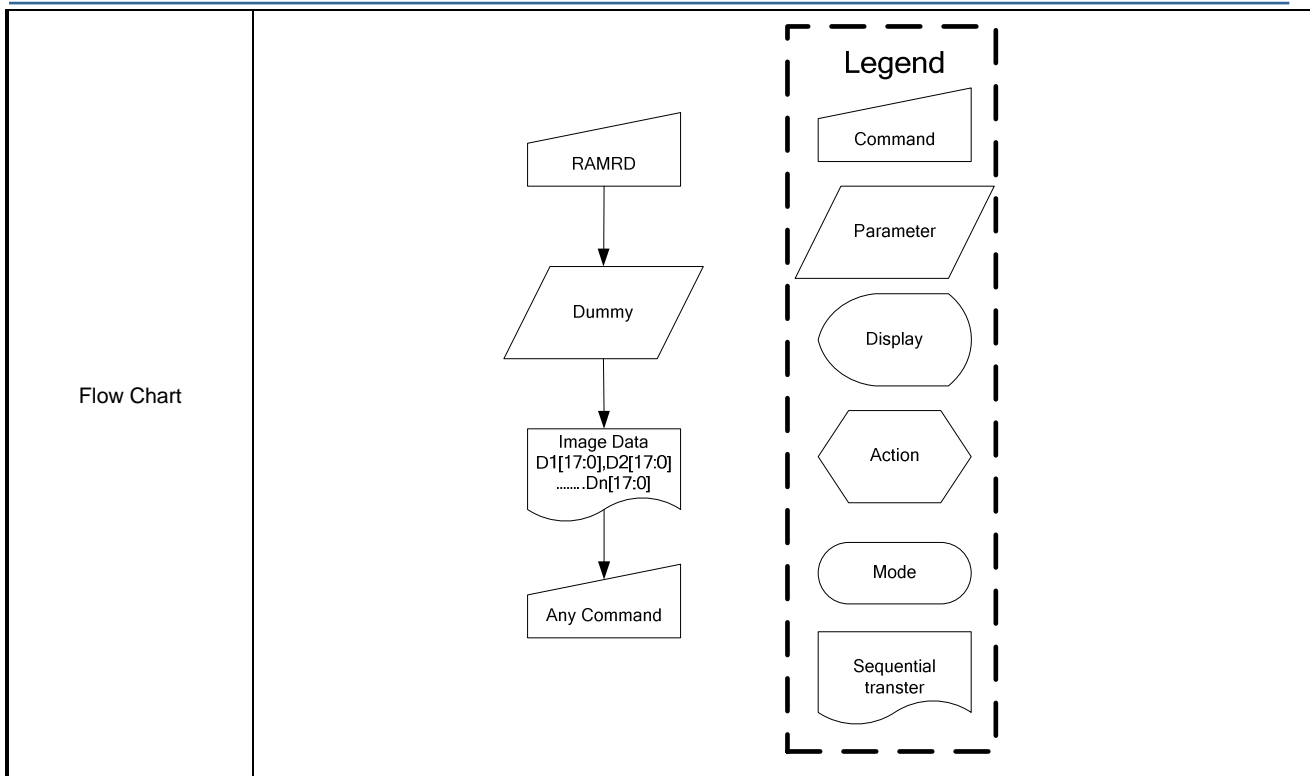 Flow Chart
RAMRD
Dummy
Image Data
D1[17:0],D2[17:0]
........Dn[17:0]
Any Command
Legend
Command
Parameter
Display
Action
Mode
Sequential
transter